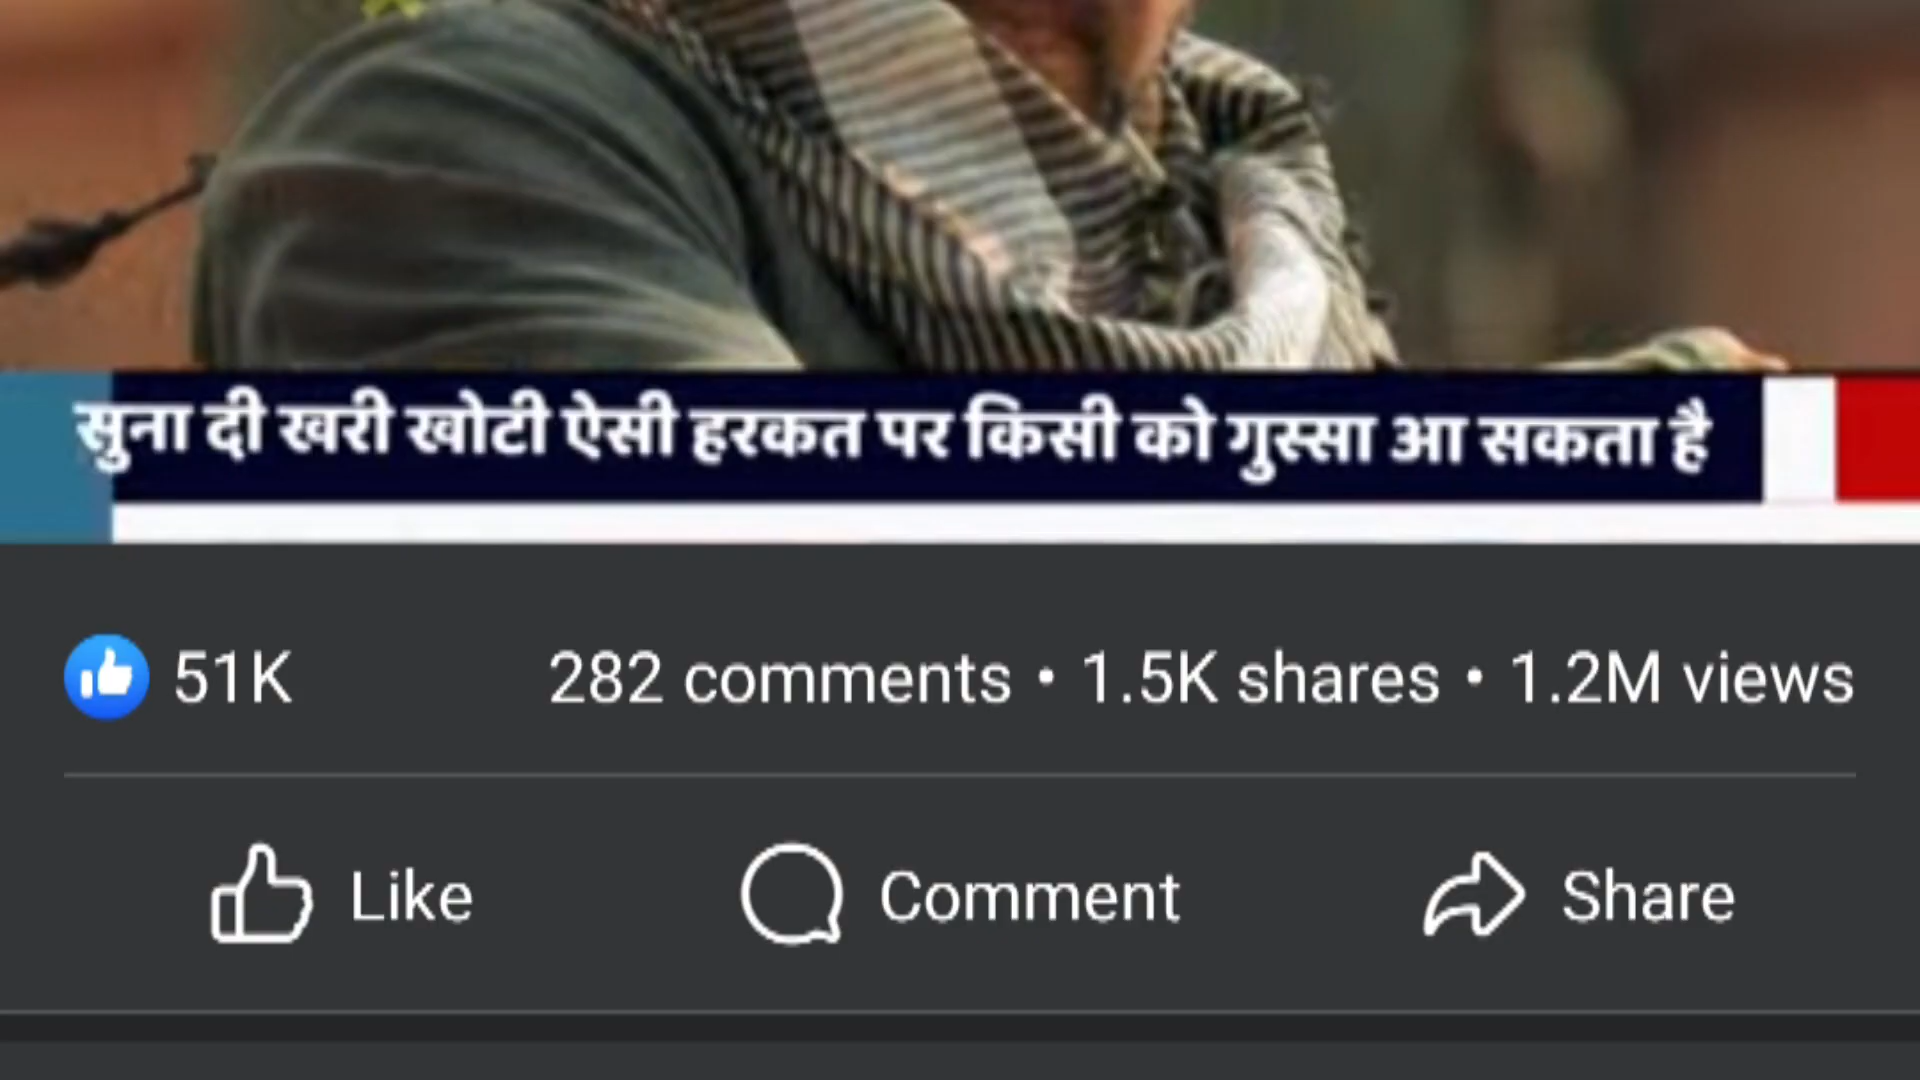 सुना दी खरी खोटी ऐसी हरकत पर किसी को गुस्सा आ सकता है
51K 282 comments • 1.5K shares • 1.2M views
Like Comment Share